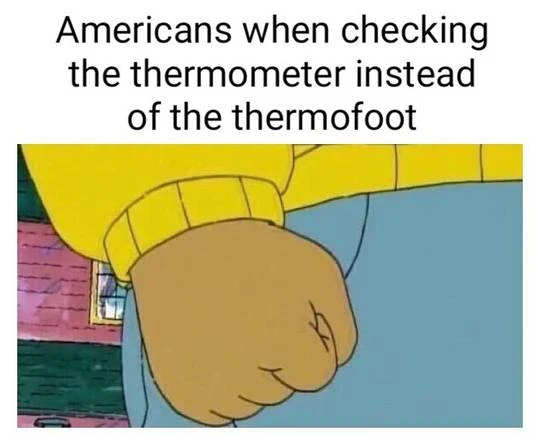 Americans when checking
the thermometer instead
of the thermofoot